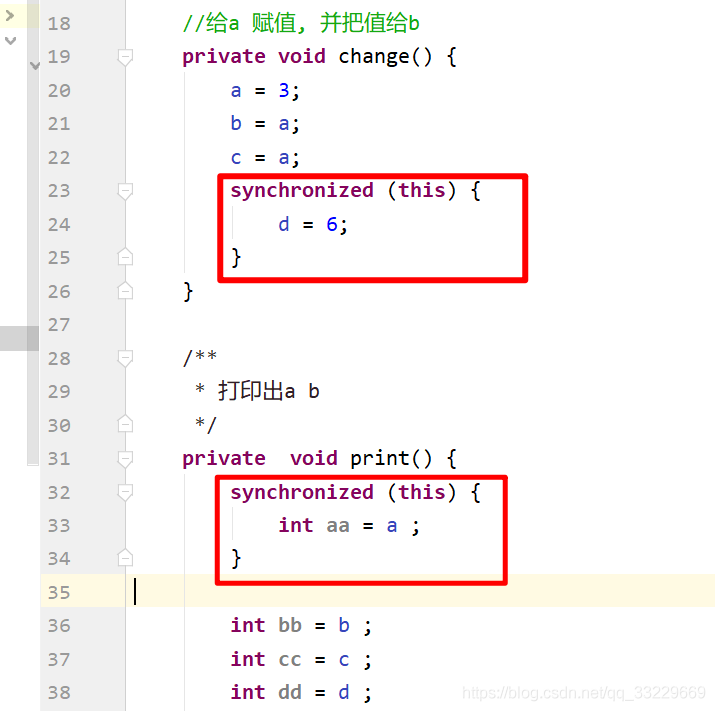 18 //给a 赋值, 并把值给b
19 private void change() {
20 a = 3;
21 b = a;
22 c = a;
23 synchronized (this) {
24 d = 6;
25 }
26 }
27
28 /**
29 * 打印出a b
30 */
31 private  void print() {
32 synchronized (this) {
33 int aa = a ;
34 }
35
36 int bb = b ;
37 int cc = c ;
38 int dd = d ;
https://blog.csdn.net/qq_33229669